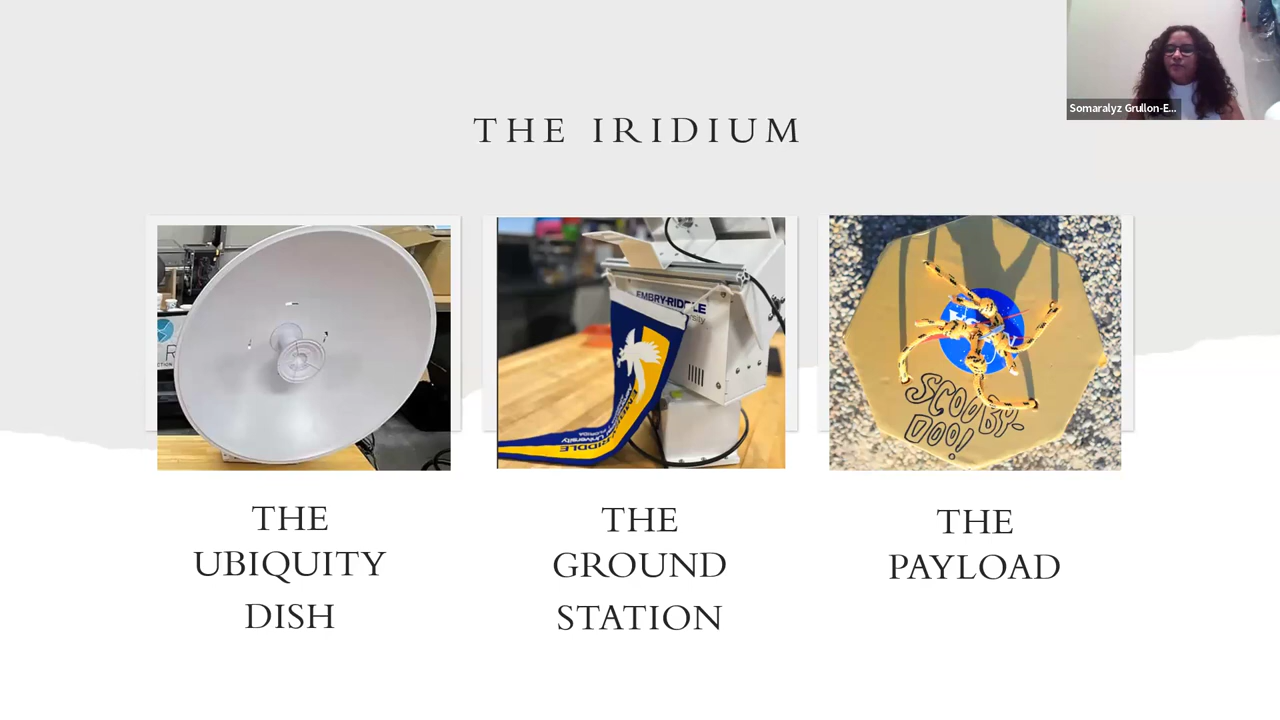 Somaralyz Grullon-E...
THE IRIDIUM
EMBRY-RIDDLE
SCOOBY-
DOO!
THE
UBIQUITY
DISH
THE
GROUND
STATION
THE
PAYLOAD